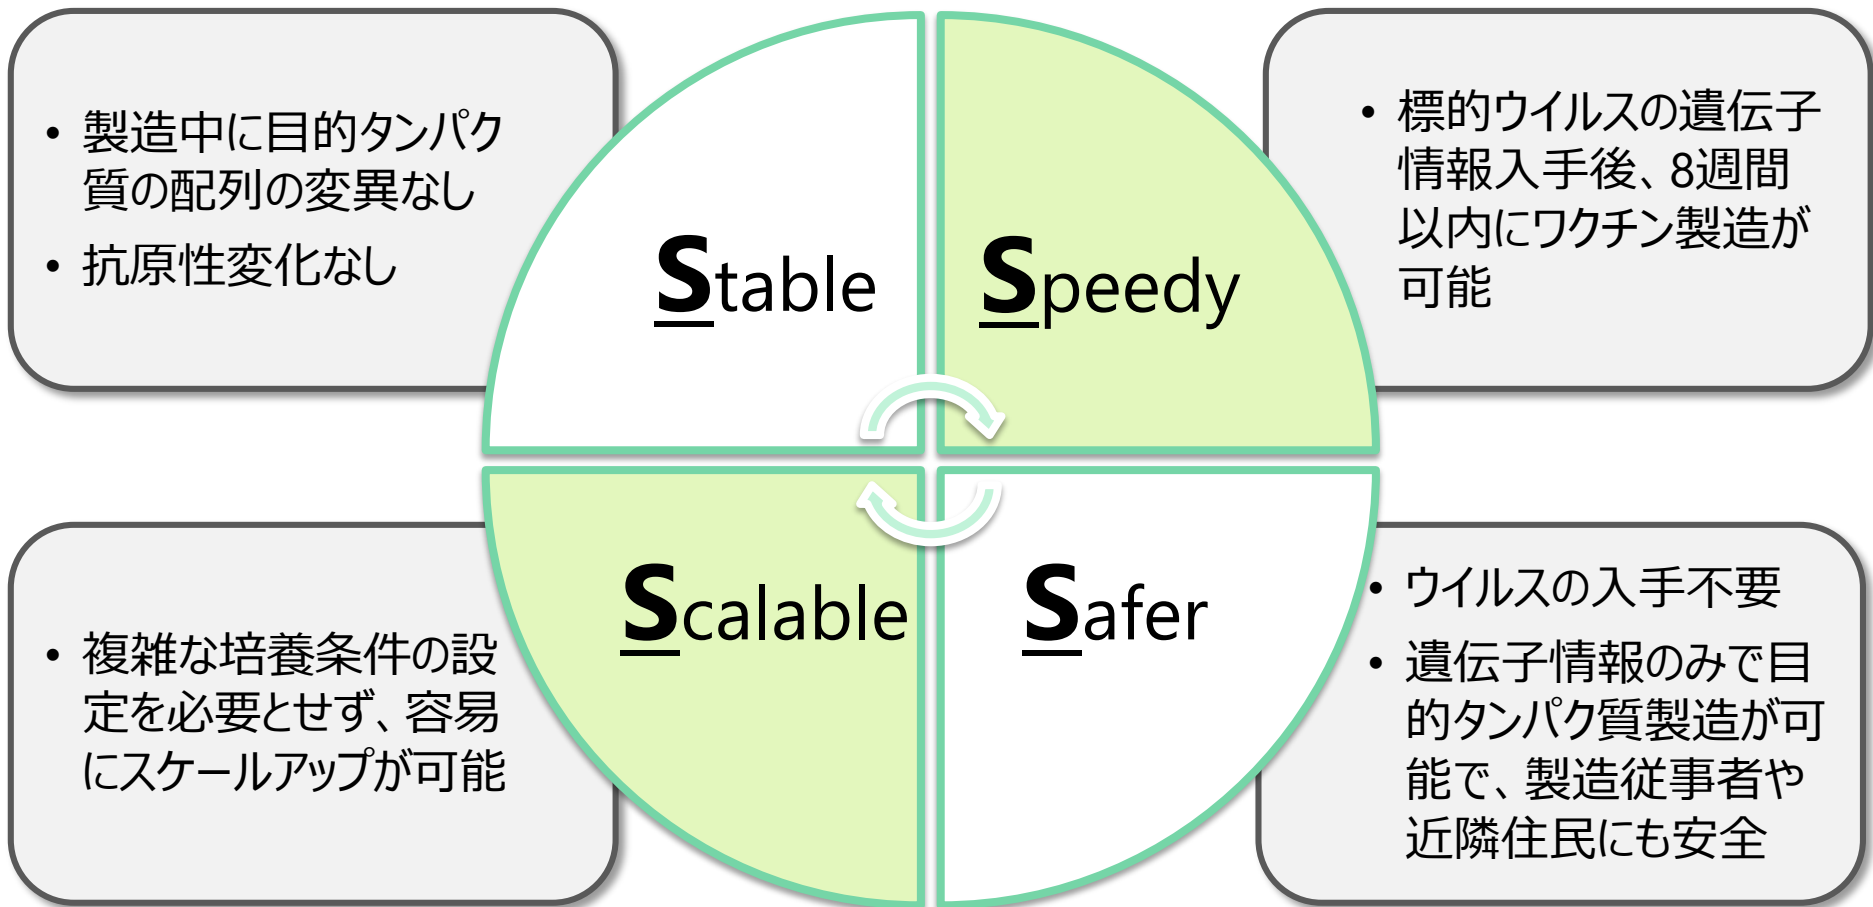 • 製造中に目的タンパク
質の配列の変異なし
• 抗原性変化なし
Stable
Speedy
• 標的ウイルスの遺伝子
情報入手後、8週間
以内にワクチン製造が
可能
• 複雑な培養条件の設
定を必要とせず、容易
にスケールアップが可能
Scalable
Safer
• ウイルスの入手不要
• 遺伝子情報のみで目
的タンパク質製造が可
能で、製造従事者や
近隣住民にも安全